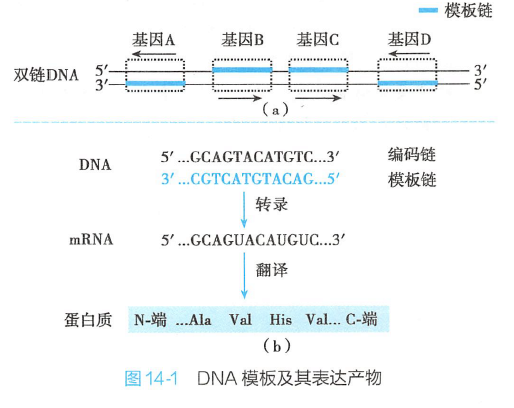 模板链
基因A 基因B 基因C 基因D
双链DNA 5′ 3′
3′ 5′
(a)
DNA 5′ …GCAGTACATGTC…3′ 编码链
3′ …CGTCATGTACAG…5′ 模板链
转录
mRNA 5′ …GCAGUACAUGUC…3′
翻译
蛋白质 N-端 …Ala Val His Val… C-端
(b)
图 14-1 DNA 模板及其表达产物